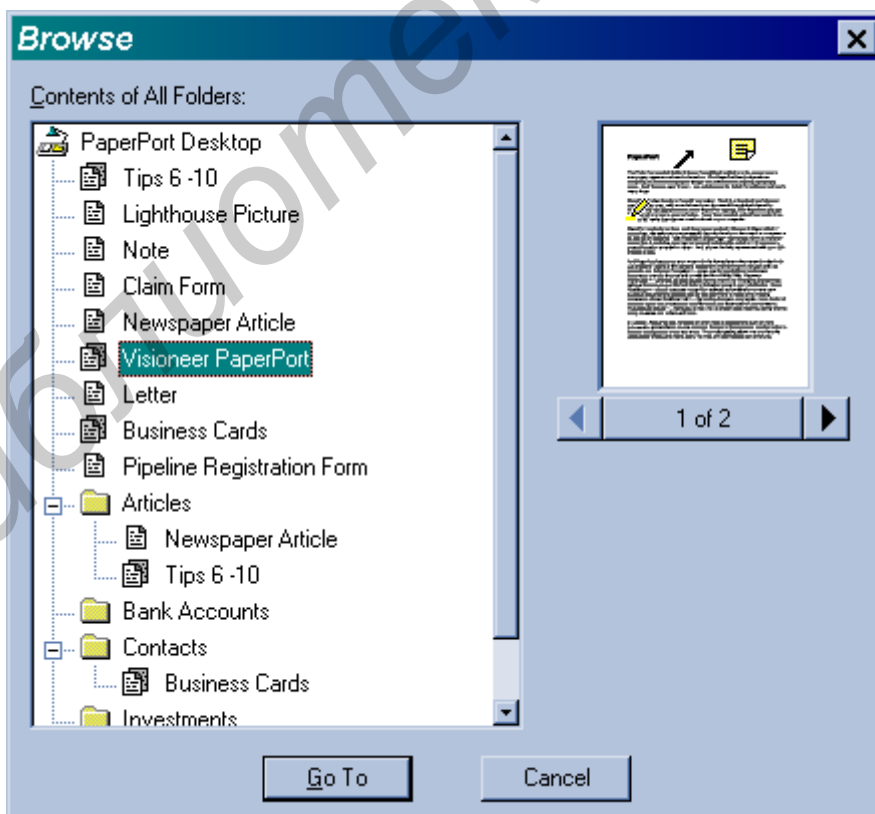 Browse
Contents of All Folders:
PaperPort Desktop
Tips 6 -10
Lighthouse Picture
Note
Claim Form
Newspaper Article
Visioneer PaperPort
Letter
Business Cards
Pipeline Registration Form
Articles
Newspaper Article
Tips 6 -10
Bank Accounts
Contacts
Business Cards
Investments
1 of 2
Go To
Cancel